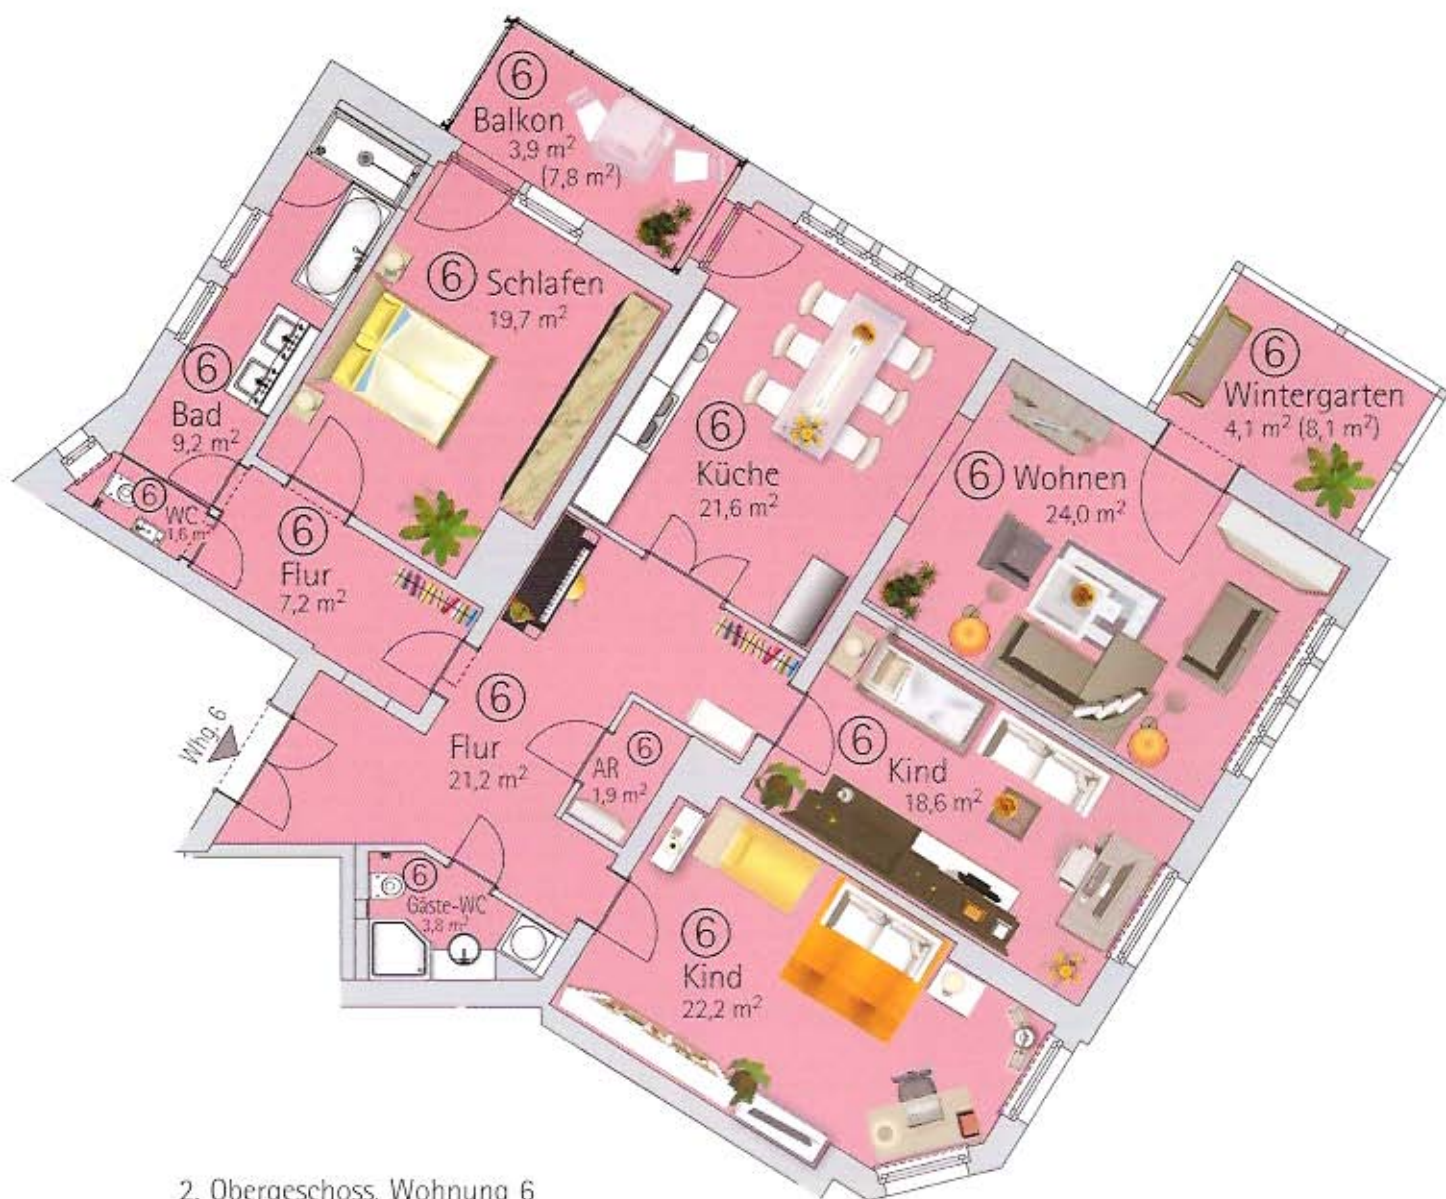 6
Balkon
3,9 m²
(7,8 m²)
6 Schlafen
19,7 m²
6
Bad
9,2 m²
6
WC
1,6 m²
6
Flur
7,2 m²
6
Küche
21,6 m²
6
Wintergarten
4,1 m² (8,1 m²)
6 Wohnen
24,0 m²
Whg. 6
6
Flur
21,2 m²
6
AR
1,9 m²
6
Kind
18,6 m²
6
Gäste-WC
3,8 m²
6
Kind
22,2 m²
2. Obergeschoss, Wohnung 6